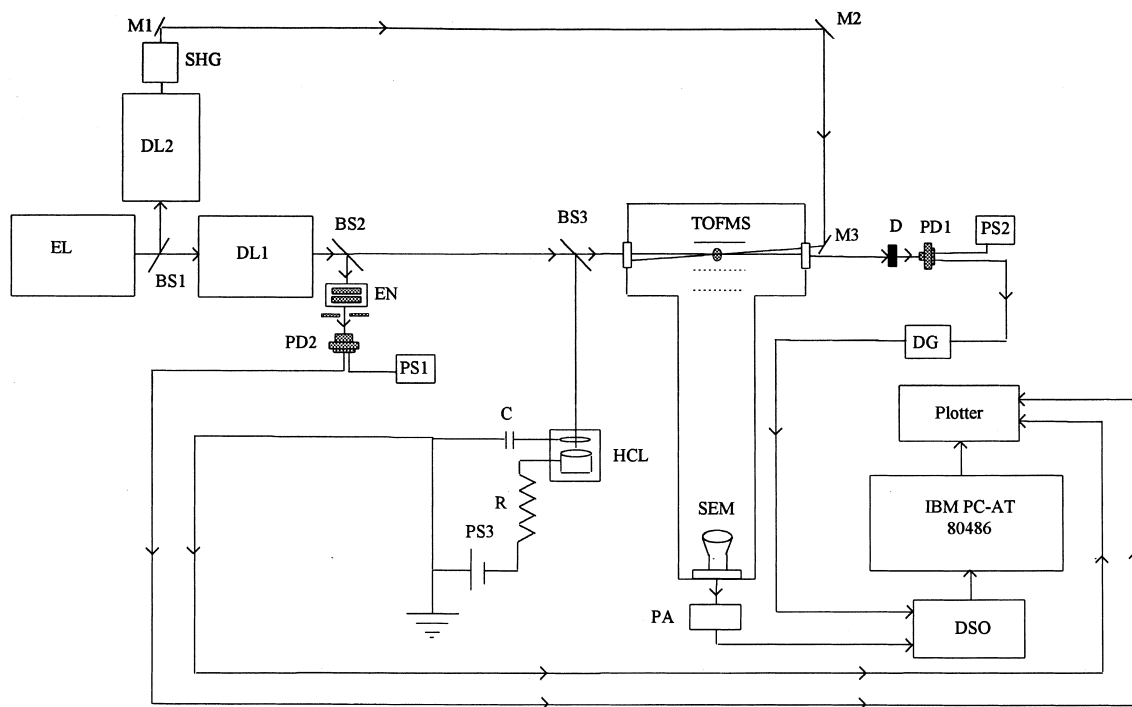 M1
M2
SHG
DL2
EL
BS1
DL1
BS2
BS3
TOFMS
M3
D
PD1
PS2
EN
PD2
PS1
DG
C
HCL
Plotter
R
PS3
SEM
IBM PC-AT
80486
PA
DSO